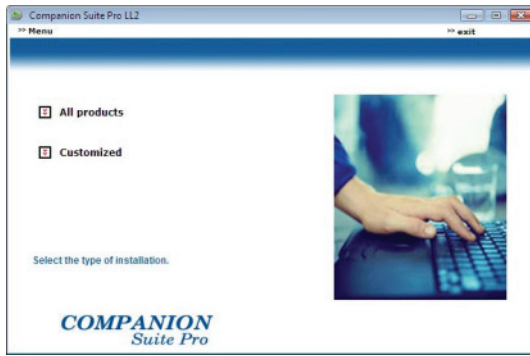 Companion Suite Pro LL2
>> Menu
>> exit
All products
Customized
Select the type of installation.
COMPANION
Suite Pro